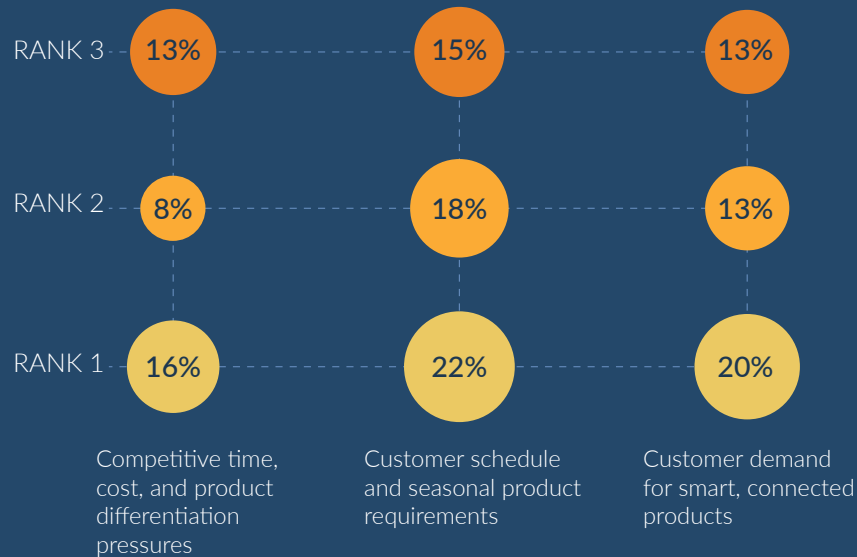 RANK 3
13%
15%
13%
RANK 2
8%
18%
13%
RANK 1
16%
22%
20%
Competitive time,
cost, and product
differentiation
pressures
Customer schedule
and seasonal product
requirements
Customer demand
for smart, connected
products